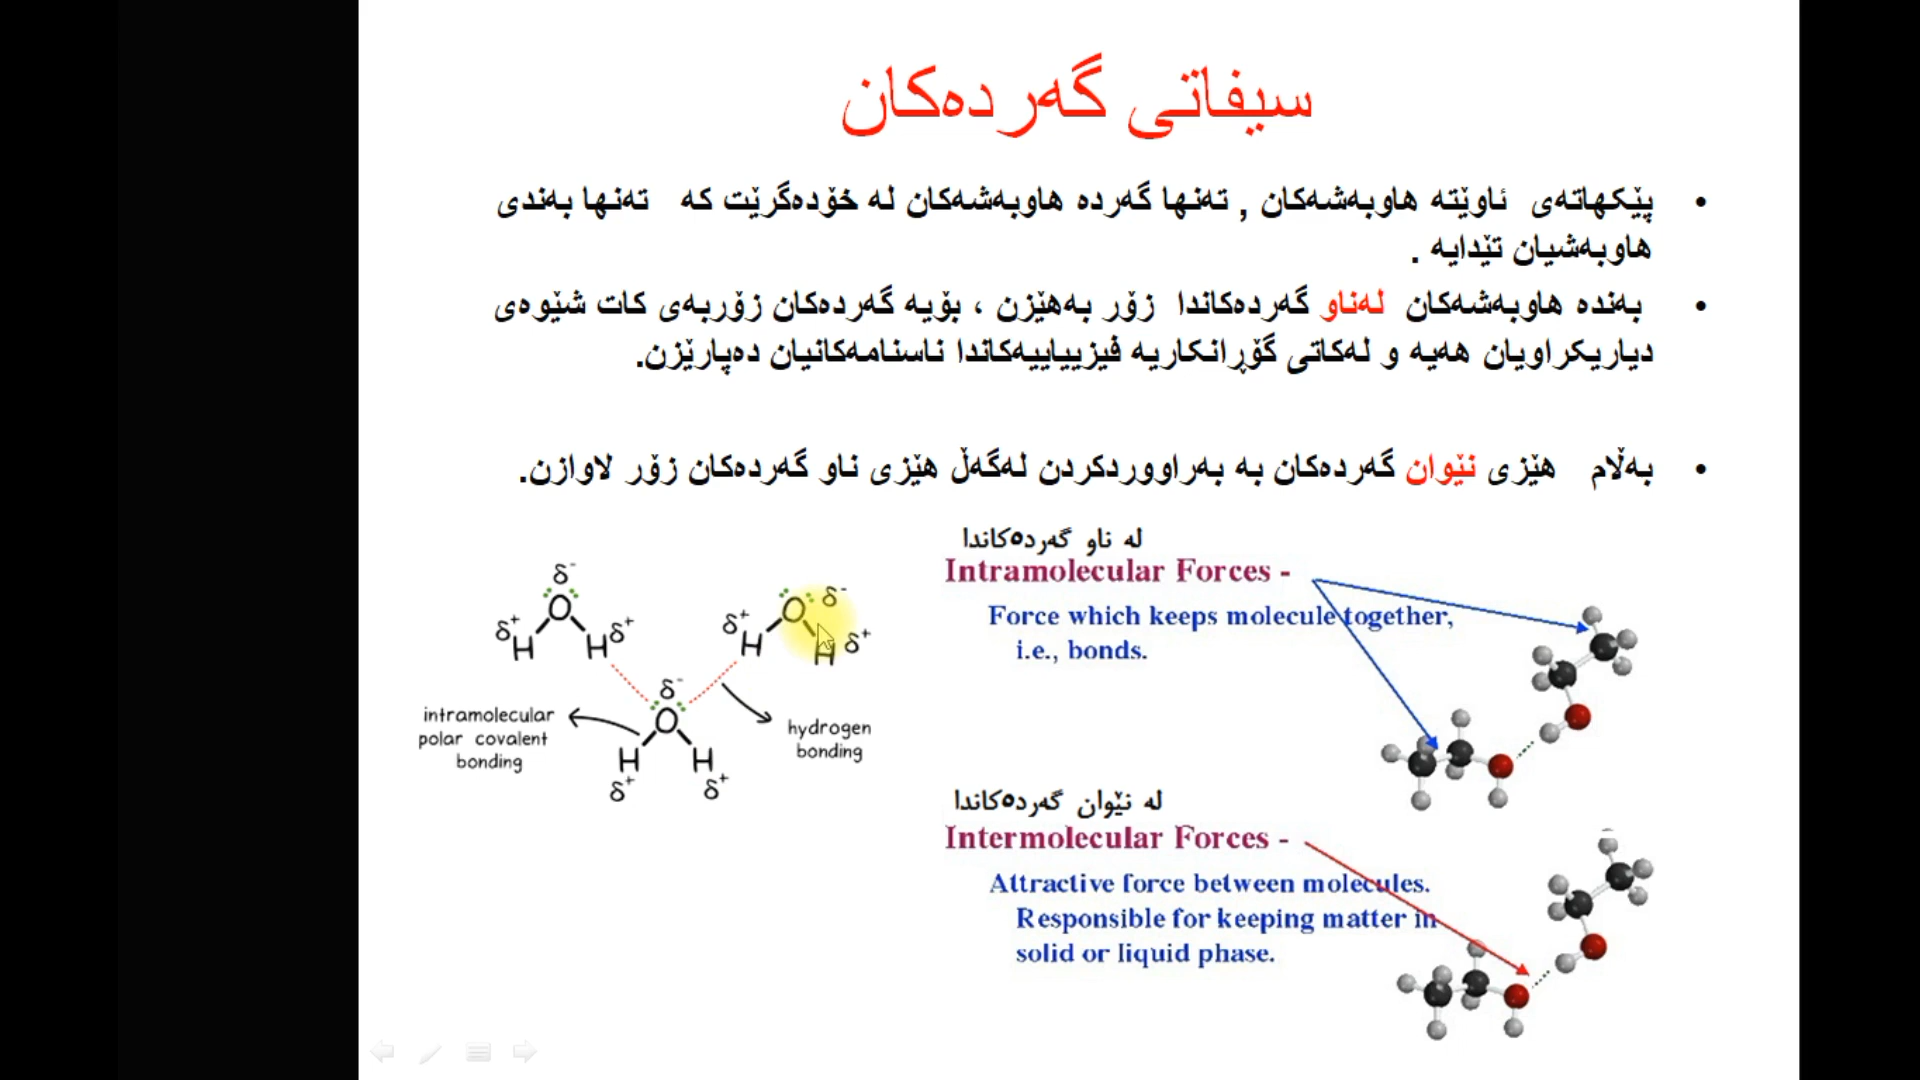 سیفاتی گەردەکان
• پێکهاتەی ئاوێتە هاوبەشەکان , تەنها گەردە هاوبەشەکان لە خۆدەگرێت کە تەنها بەندی
هاوبەشیان تێدایە .
• بەندە هاوبەشەکان لەناو گەردەکاندا زۆر بەهێزن ، بۆیە گەردەکان زۆربەی کات شێوەی
دیاریکراویان هەیە و لەکاتی گۆڕانکاریە فیزیاییەکاندا ناسنامەکانیان دەپارێزن.
• بەڵام هێزی نێوان گەردەکان بە بەراووردکردن لەگەڵ هێزی ناو گەردەکان زۆر لاوازن.
لە ناو گەردەکاندا
Intramolecular Forces -
Force which keeps molecule together,
i.e., bonds.
δ-
O
δ+ H H δ+
δ-
O
δ+ H H δ+
δ-
O
H H
δ+ δ+
intramolecular
polar covalent
bonding
hydrogen
bonding
لە نێوان گەردەکاندا
Intermolecular Forces -
Attractive force between molecules.
Responsible for keeping matter in
solid or liquid phase.